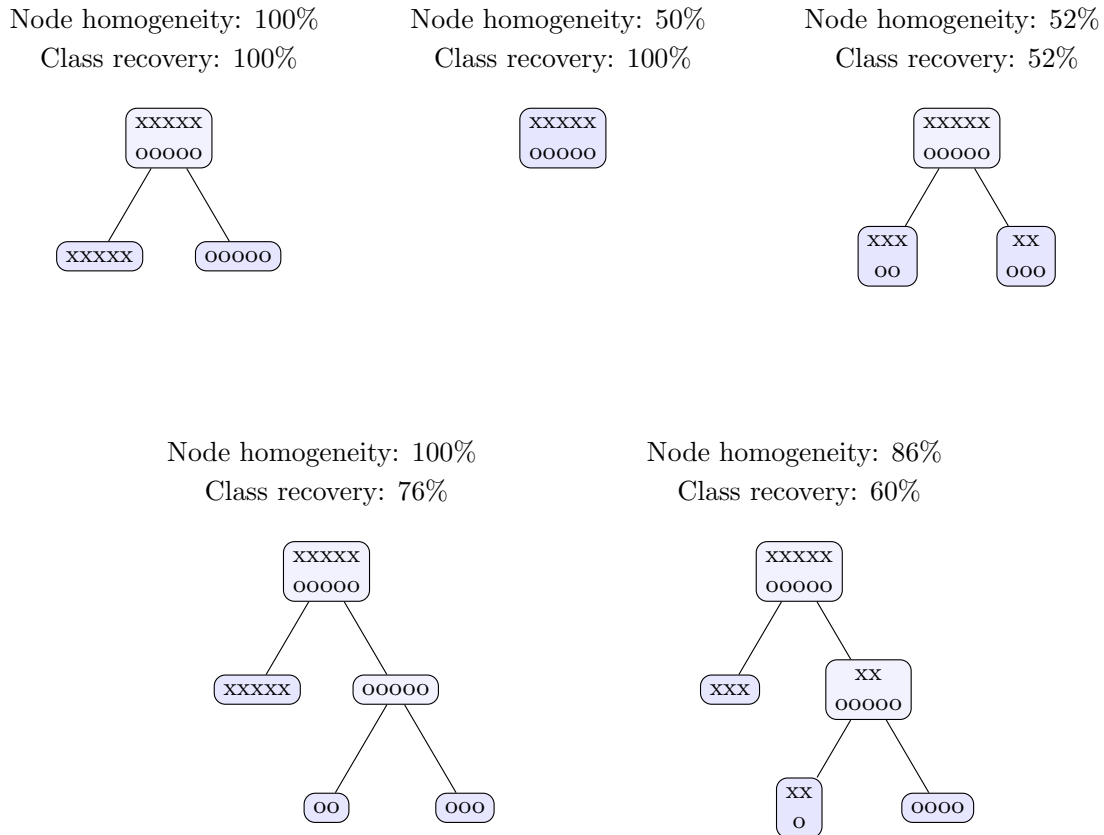 Node homogeneity: 100%
Class recovery: 100%
xxxxx
ooooo
xxxxx
ooooo
Node homogeneity: 50%
Class recovery: 100%
xxxxx
ooooo
Node homogeneity: 52%
Class recovery: 52%
xxxxx
ooooo
xxx
oo
xx
ooo
Node homogeneity: 100%
Class recovery: 76%
xxxxx
ooooo
xxxxx
ooooo
oo
ooo
Node homogeneity: 86%
Class recovery: 60%
xxxxx
ooooo
xxx
xx
ooooo
xx
o
oooo